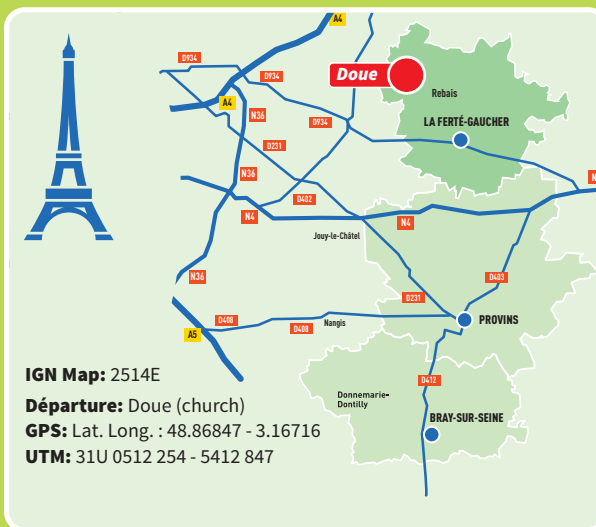 A4
D934
Doue
D934
Rebais
A4
N36
D934
LA FERTÉ-GAUCHER
D231
N36
D402
N4
N4
Jouy-le-Châtel
N36
D403
D231
D408
D408
Nangis
PROVINS
A5
D412
Donnemarie-
Dontilly
BRAY-SUR-SEINE
IGN Map: 2514E
Départure: Doue (church)
GPS: Lat. Long. : 48.86847 - 3.16716
UTM: 31U 0512 254 - 5412 847